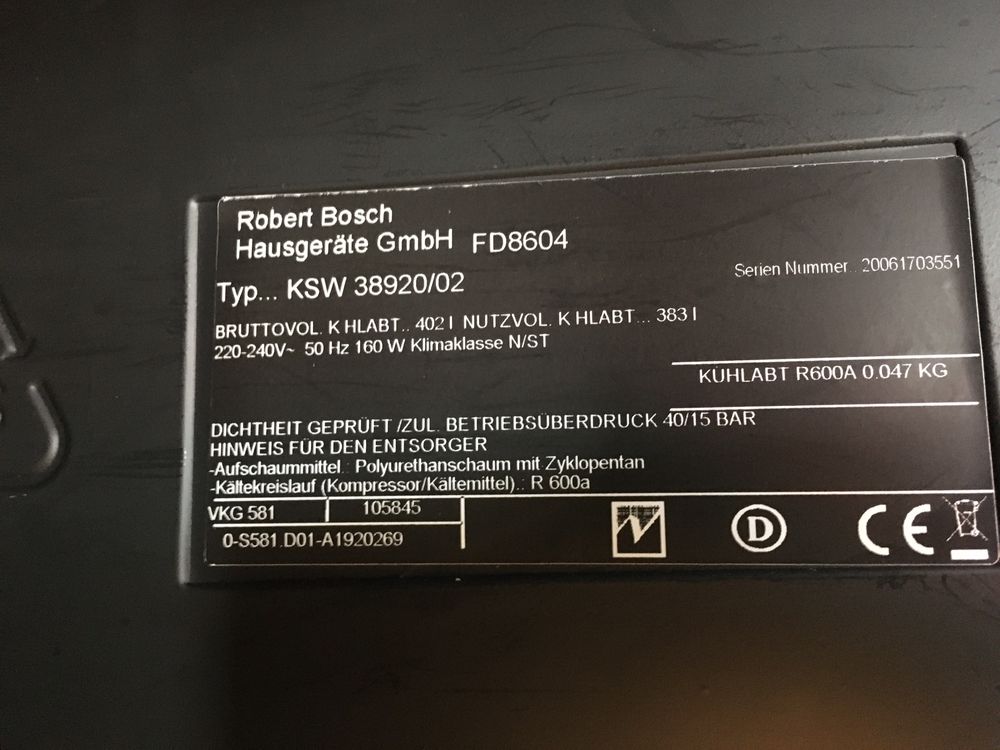 Robert Bosch
Hausgeräte GmbH FD8604
Typ... KSW 38920/02
Serien Nummer.. 20061703551
BRUTTOVOL. K HLABT.. 402 l NUTZVOL. K HLABT... 383 l
220-240V~ 50 Hz 160 W Klimaklasse N/ST
KÜHLABT R600A 0.047 KG
DICHTHEIT GEPRÜFT /ZUL. BETRIEBSÜBERDRUCK 40/15 BAR
HINWEIS FÜR DEN ENTSORGER
-Aufschaummittel.: Polyurethanschaum mit Zyklopentan
-Kältekreislauf (Kompressor/Kältemittel).: R 600a
VKG 581 105845
0-S581.D01-A1920269
D CE